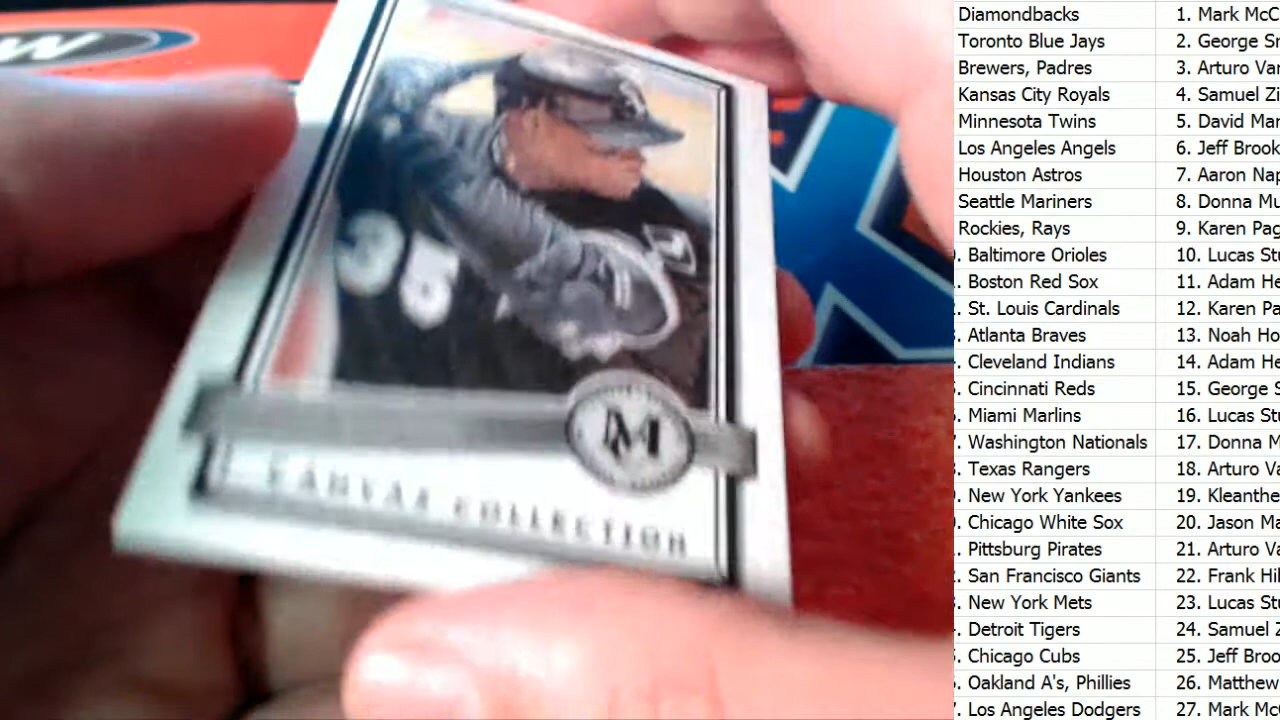 W
M
CANVAS COLLECTION
Diamondbacks 1. Mark McC
Toronto Blue Jays 2. George Sm
Brewers, Padres 3. Arturo Var
Kansas City Royals 4. Samuel Zi
Minnesota Twins 5. David Mar
Los Angeles Angels 6. Jeff Brook
Houston Astros 7. Aaron Nap
Seattle Mariners 8. Donna Mu
Rockies, Rays 9. Karen Pag
. Baltimore Orioles 10. Lucas Stu
. Boston Red Sox 11. Adam He
. St. Louis Cardinals 12. Karen Pa
. Atlanta Braves 13. Noah Ho
. Cleveland Indians 14. Adam He
. Cincinnati Reds 15. George S
. Miami Marlins 16. Lucas Stu
. Washington Nationals 17. Donna M
. Texas Rangers 18. Arturo Va
. New York Yankees 19. Kleanthe
. Chicago White Sox 20. Jason Ma
. Pittsburg Pirates 21. Arturo Va
. San Francisco Giants 22. Frank Hil
. New York Mets 23. Lucas Stu
. Detroit Tigers 24. Samuel Z
. Chicago Cubs 25. Jeff Broo
. Oakland A's, Phillies 26. Matthew
. Los Angeles Dodgers 27. Mark McC